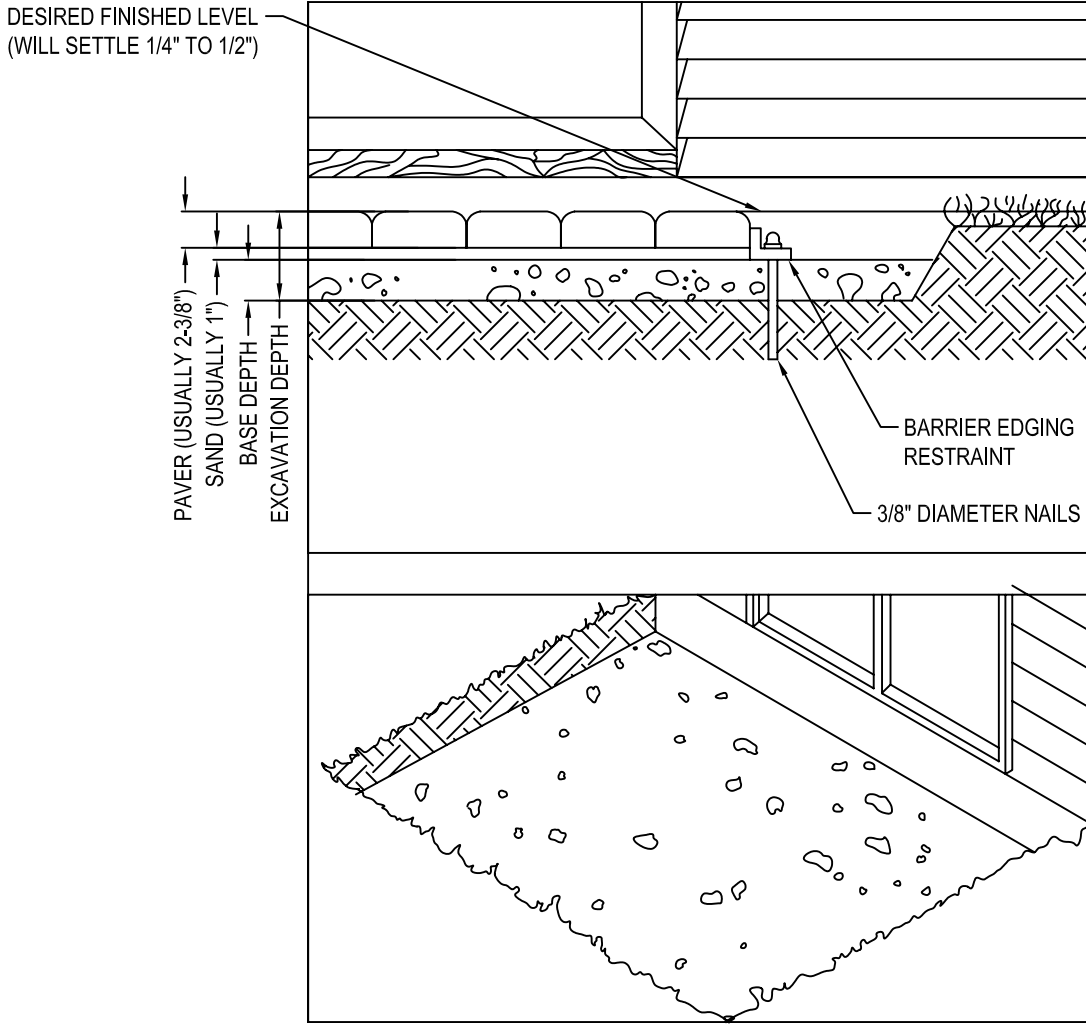 DESIRED FINISHED LEVEL
(WILL SETTLE 1/4" TO 1/2")
PAVER (USUALLY 2-3/8")
SAND (USUALLY 1")
BASE DEPTH
EXCAVATION DEPTH
BARRIER EDGING
RESTRAINT
3/8" DIAMETER NAILS